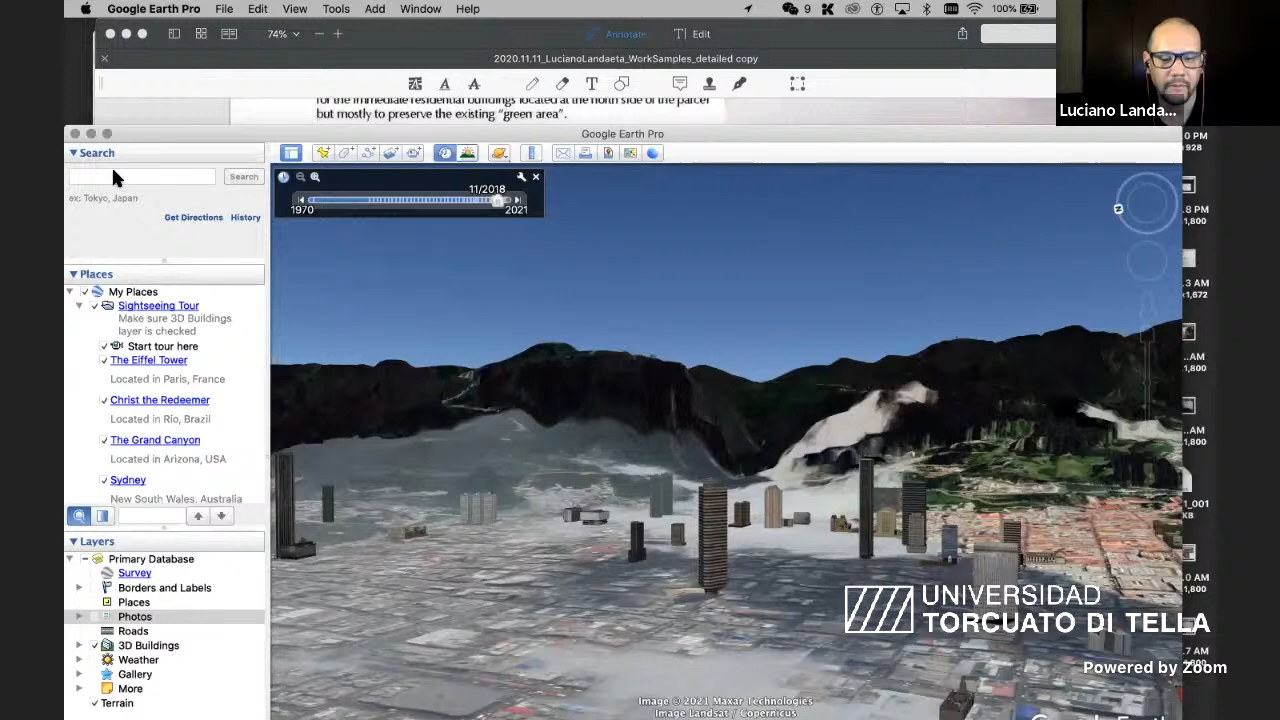 Google Earth Pro File Edit View Tools Add Window Help 9 100%
74% Annotate Edit
2020.11.11_LucianoLandaeta_WorkSamples_detailed copy
for the immediate residential buildings located at the north side of the parcel
but mostly to preserve the existing "green area".
Luciano Landa...
Google Earth Pro
Search
Search
ex: Tokyo, Japan
Get Directions History
11/2018
1970 2021
Places
My Places
Sightseeing Tour
Make sure 3D Buildings
layer is checked
Start tour here
The Eiffel Tower
Located in Paris, France
Christ the Redeemer
Located in Rio, Brazil
The Grand Canyon
Located in Arizona, USA
Sydney
New South Wales, Australia
Layers
Primary Database
Survey
Borders and Labels
Places
Photos
Roads
3D Buildings
Weather
Gallery
More
Terrain
UNIVERSIDAD
TORCUATO DI TELLA
Powered by Zoom
Image © 2021 Maxar Technologies
Image Landsat / Copernicus